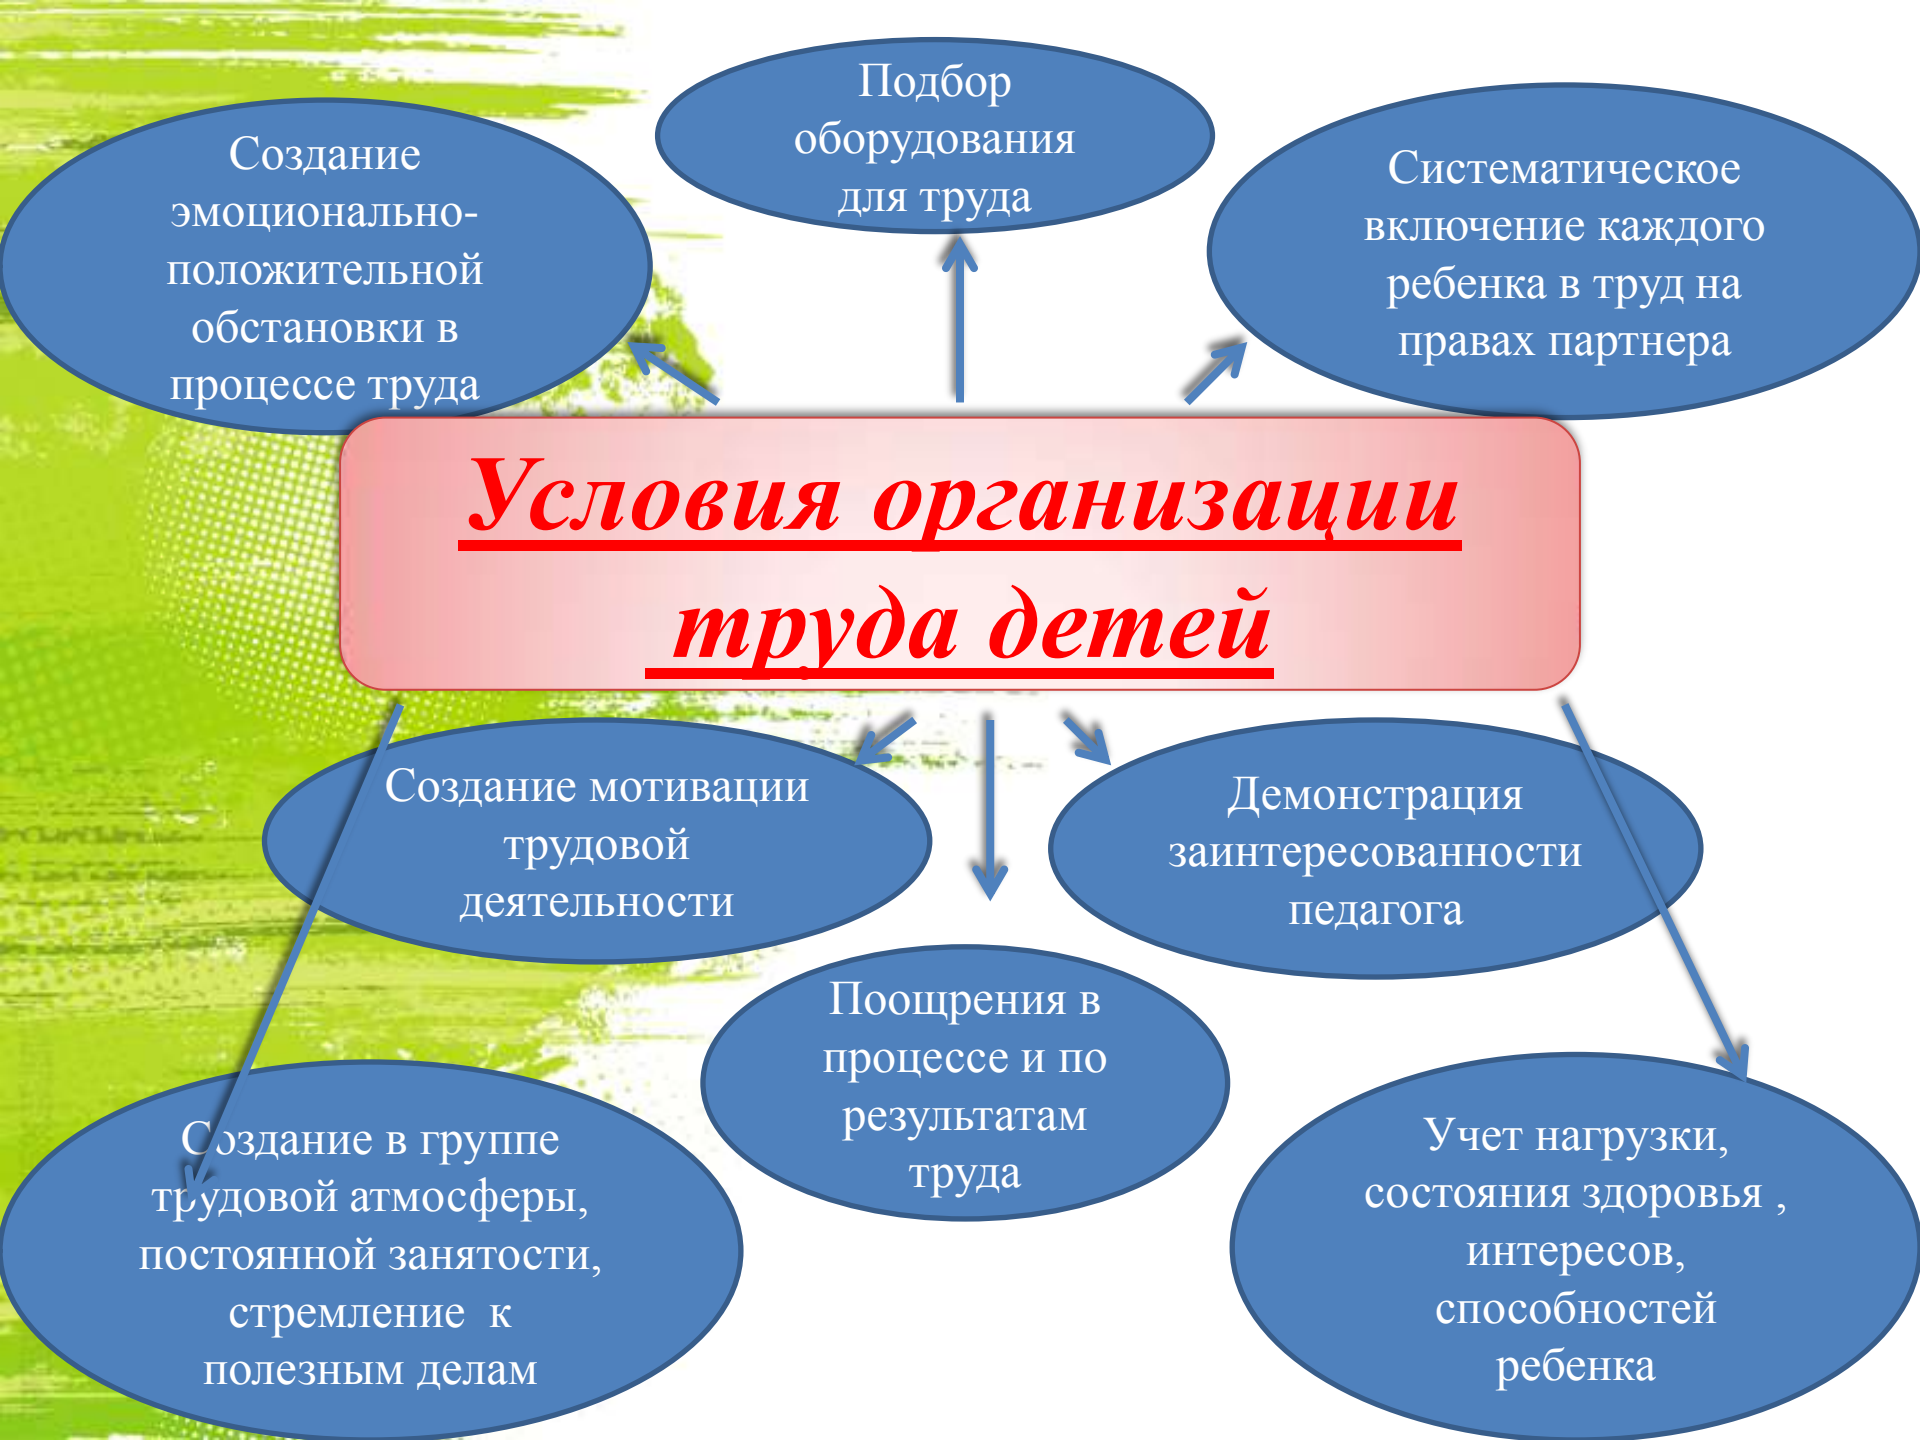 Подбор
оборудования
для труда
Создание
эмоционально-
положительной
обстановки в
процессе труда
Систематическое
включение каждого
ребенка в труд на
правах партнера
Условия организации
труда детей
Создание мотивации
трудовой
деятельности
Демонстрация
заинтересованности
педагога
Поощрения в
процессе и по
результатам
труда
Создание в группе
трудовой атмосферы,
постоянной занятости,
стремление  к
полезным делам
Учет нагрузки,
состояния здоровья ,
интересов,
способностей
ребенка